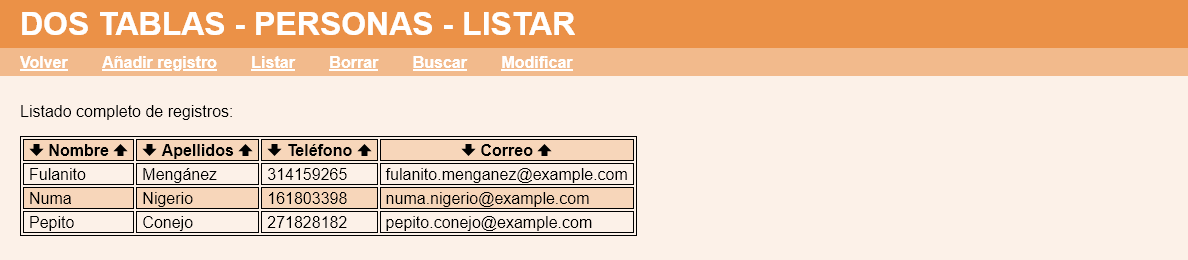 DOS TABLAS - PERSONAS - LISTAR
Volver Añadir registro Listar Borrar Buscar Modificar
Listado completo de registros:
🡇 Nombre 🡅 🡇 Apellidos 🡅 🡇 Teléfono 🡅 🡇 Correo 🡅
Fulanito Mengánez 314159265 fulanito.menganez@example.com
Numa Nigerio 161803398 numa.nigerio@example.com
Pepito Conejo 271828182 pepito.conejo@example.com